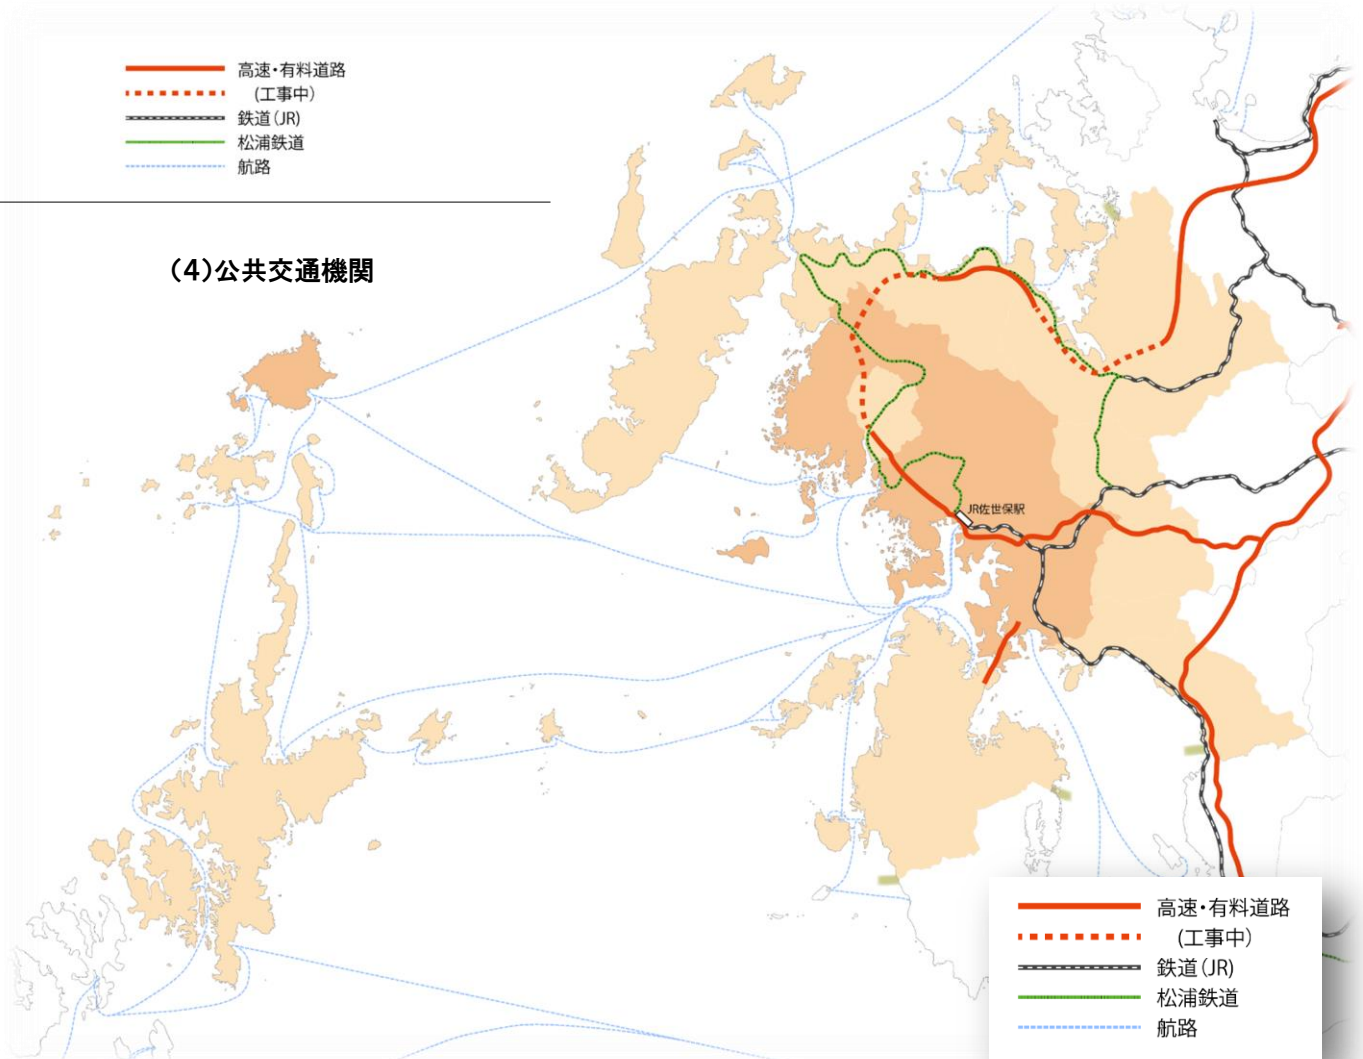 高速・有料道路
(工事中)
鉄道(JR)
松浦鉄道
航路
(4)公共交通機関
JR佐世保駅
高速・有料道路
(工事中)
鉄道(JR)
松浦鉄道
航路